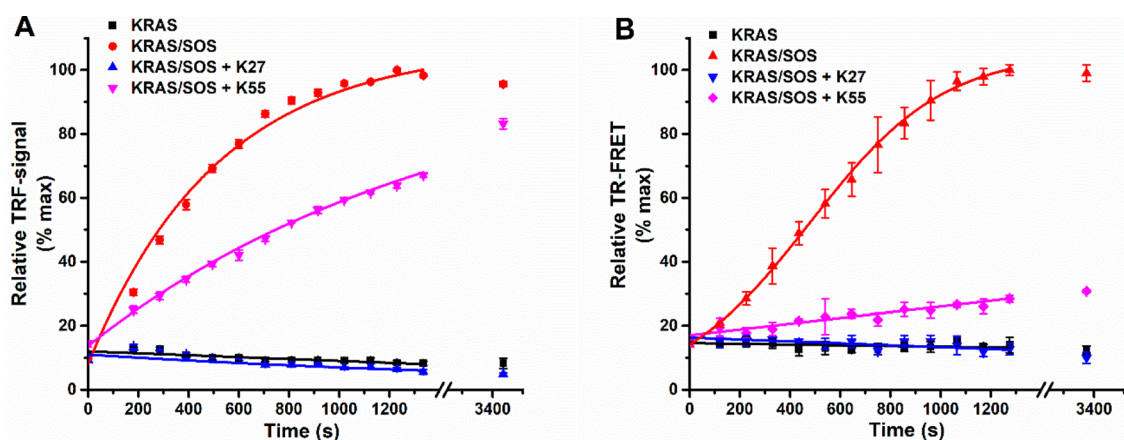 A
KRAS
KRAS/SOS
KRAS/SOS + K27
KRAS/SOS + K55
Relative TRF-signal
(% max)
100
80
60
40
20
0
0 200 400 600 800 1000 1200 3400
Time (s)
B
KRAS
KRAS/SOS
KRAS/SOS + K27
KRAS/SOS + K55
Relative TR-FRET
(% max)
100
80
60
40
20
0
0 200 400 600 800 1000 1200 3400
Time (s)